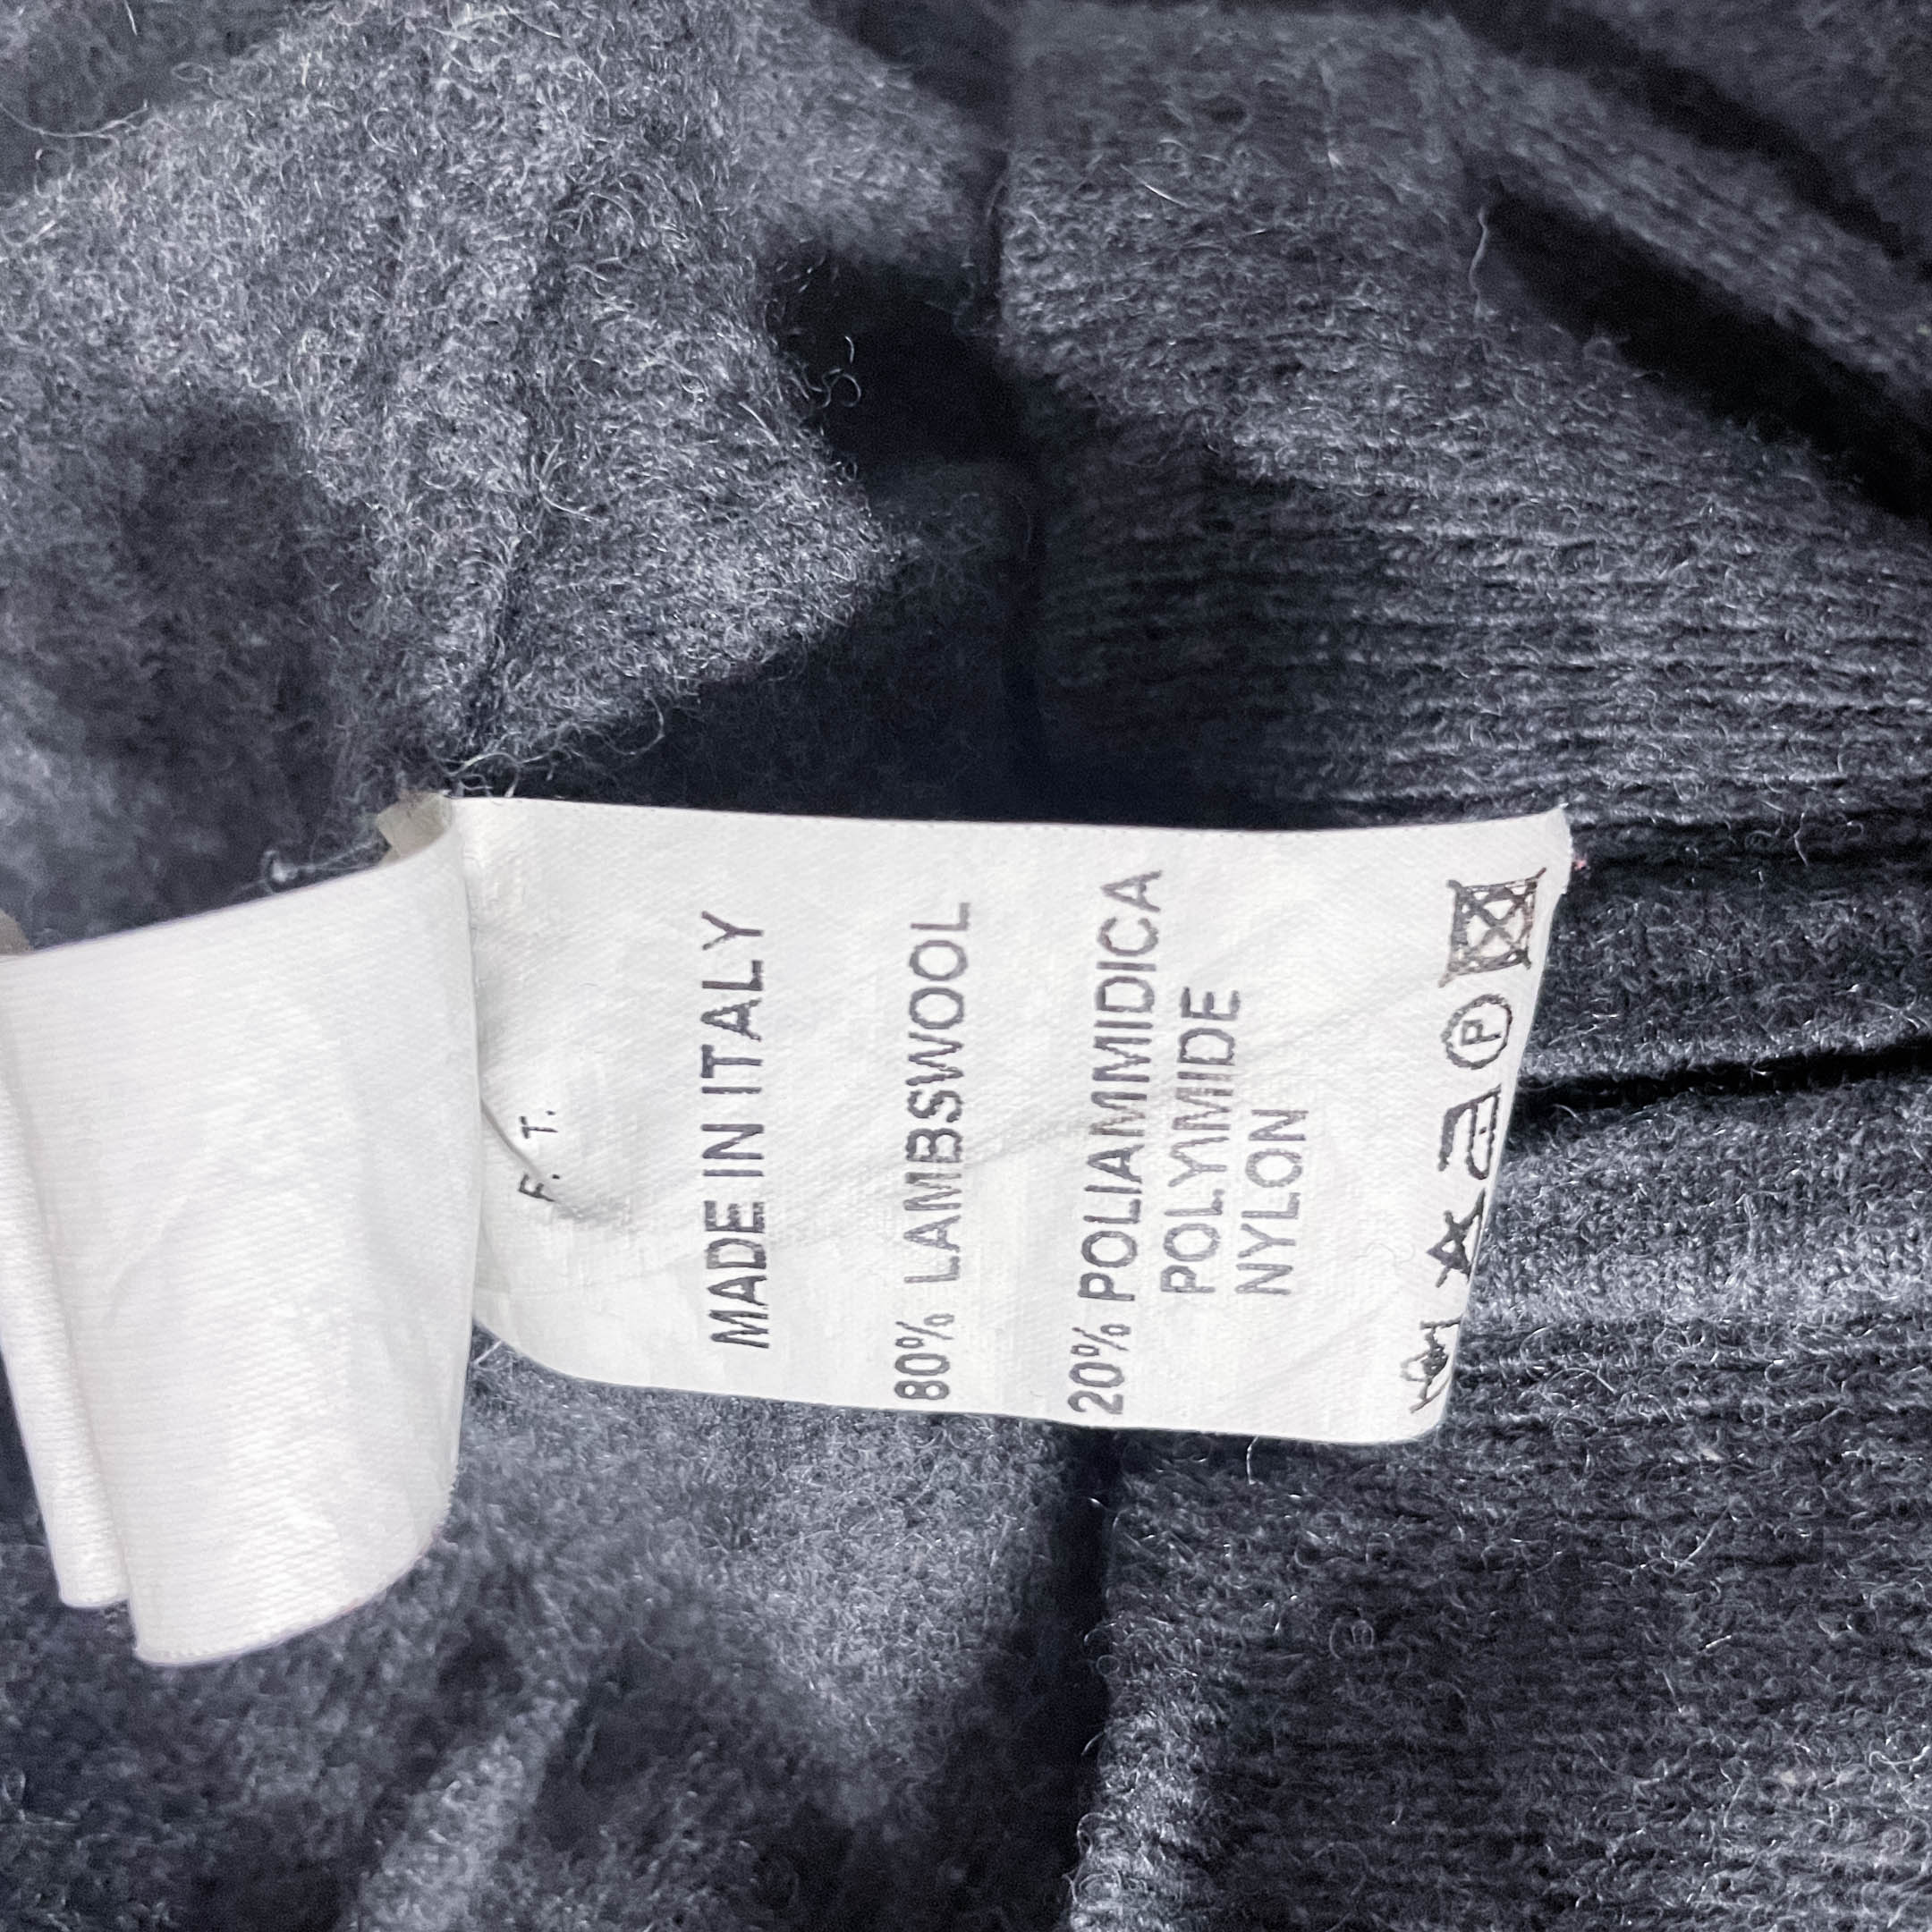 F. T.
MADE IN ITALY
80% LAMBSWOOL
20% POLIAMMIDICA
POLYMIDE
NYLON
P